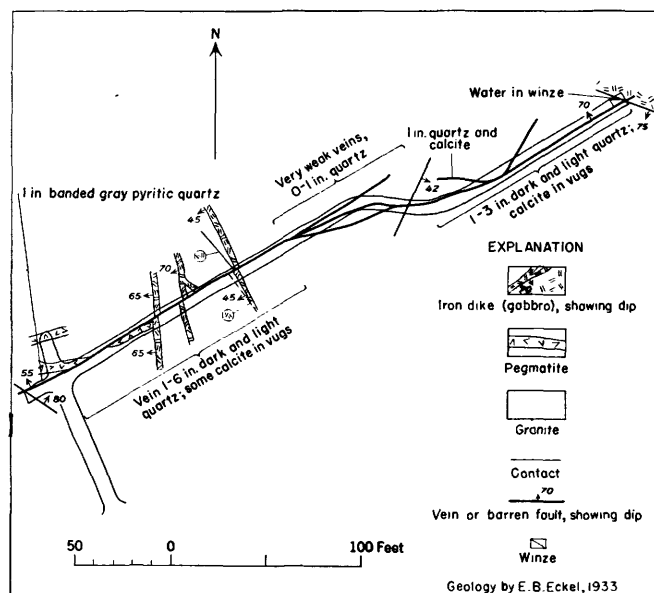 N
Water in winze
70
75
1 in. quartz and
calcite
Very weak veins,
0-1 in. quartz
42
1-3 in. dark and light quartz;
calcite in vugs
1 in banded gray pyritic quartz
45
70
65
45
65
55
80
Vein 1-6 in. dark and light
quartz; some calcite in vugs
EXPLANATION
Iron dike (gabbro), showing dip
Pegmatite
Granite
Contact
70
Vein or barren fault, showing dip
Winze
50 0 100 Feet
Geology by E.B. Eckel, 1933